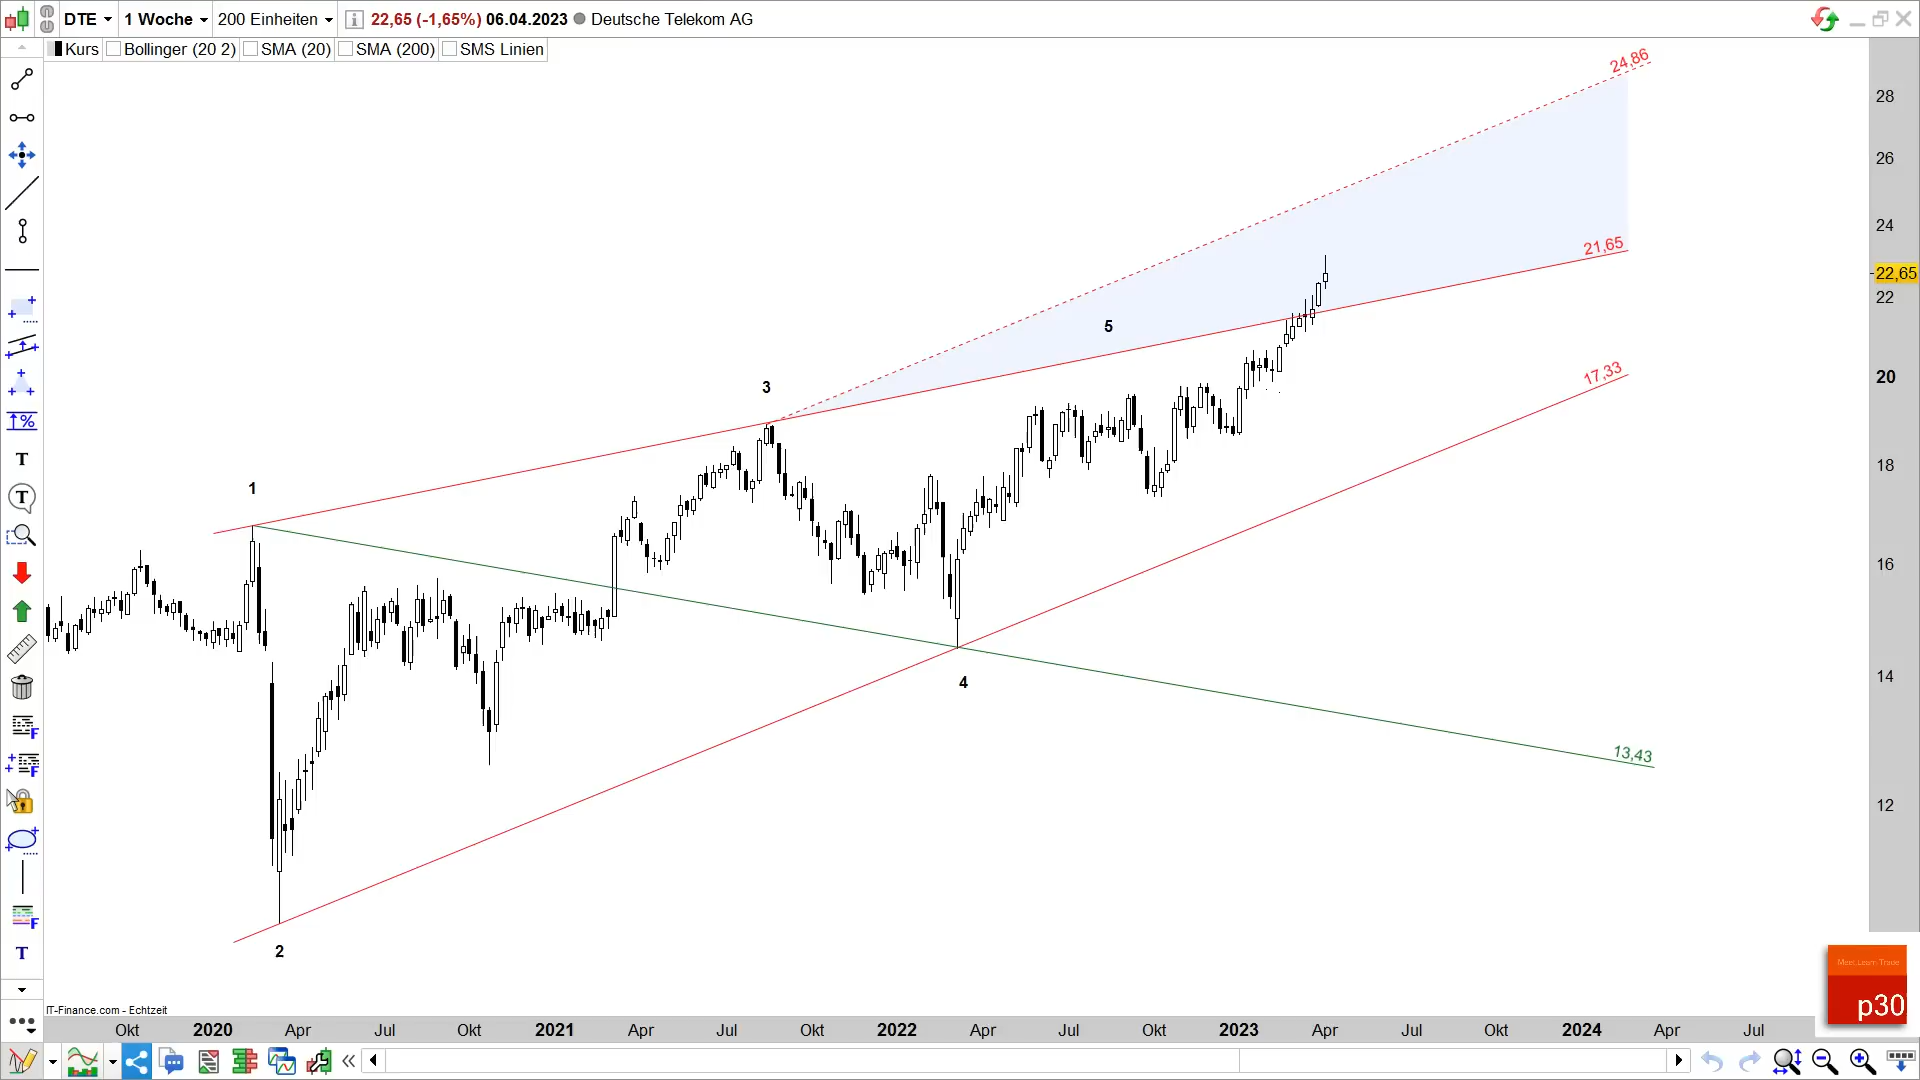 DTE 1 Woche 200 Einheiten 22,65 (-1,65%) 06.04.2023 Deutsche Telekom AG
Kurs Bollinger (20 2) SMA (20) SMA (200) SMS Linien
24,86
28
26
24
21,65
22,65
22
5
17,33
20
3
18
1
16
4
14
13,43
12
2
T
T
%
F
F
F
T
Meet.Learn.Trade
p30
IT-Finance.com - Echtzeit
Okt 2020 Apr Jul Okt 2021 Apr Jul Okt 2022 Apr Jul Okt 2023 Apr Jul Okt 2024 Apr Jul